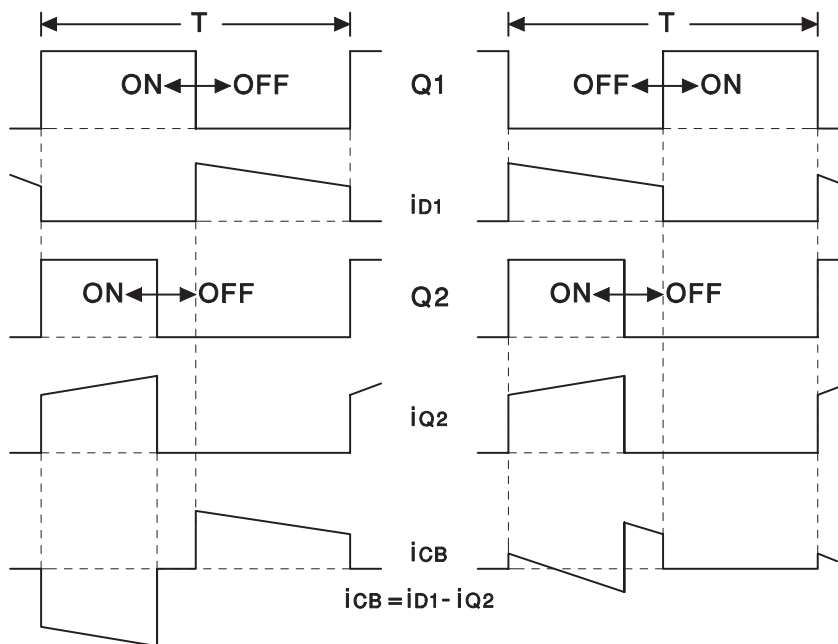 T T
ON OFF Q1 OFF ON
iD1
ON OFF Q2 ON OFF
iQ2
iCB
iCB = iD1 - iQ2